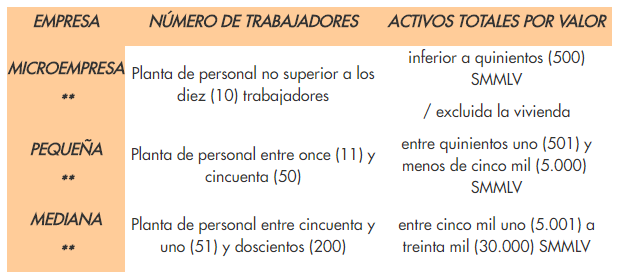 EMPRESA NÚMERO DE TRABAJADORES ACTIVOS TOTALES POR VALOR
MICROEMPRESA
**
Planta de personal no superior a los
diez (10) trabajadores
inferior a quinientos (500)
SMMLV
/ excluida la vivienda
PEQUEÑA
**
Planta de personal entre once (11) y
cincuenta (50)
entre quinientos uno (501) y
menos de cinco mil (5.000)
SMMLV
MEDIANA
**
Planta de personal entre cincuenta y
uno (51) y doscientos (200)
entre cinco mil uno (5.001) a
treinta mil (30.000) SMMLV